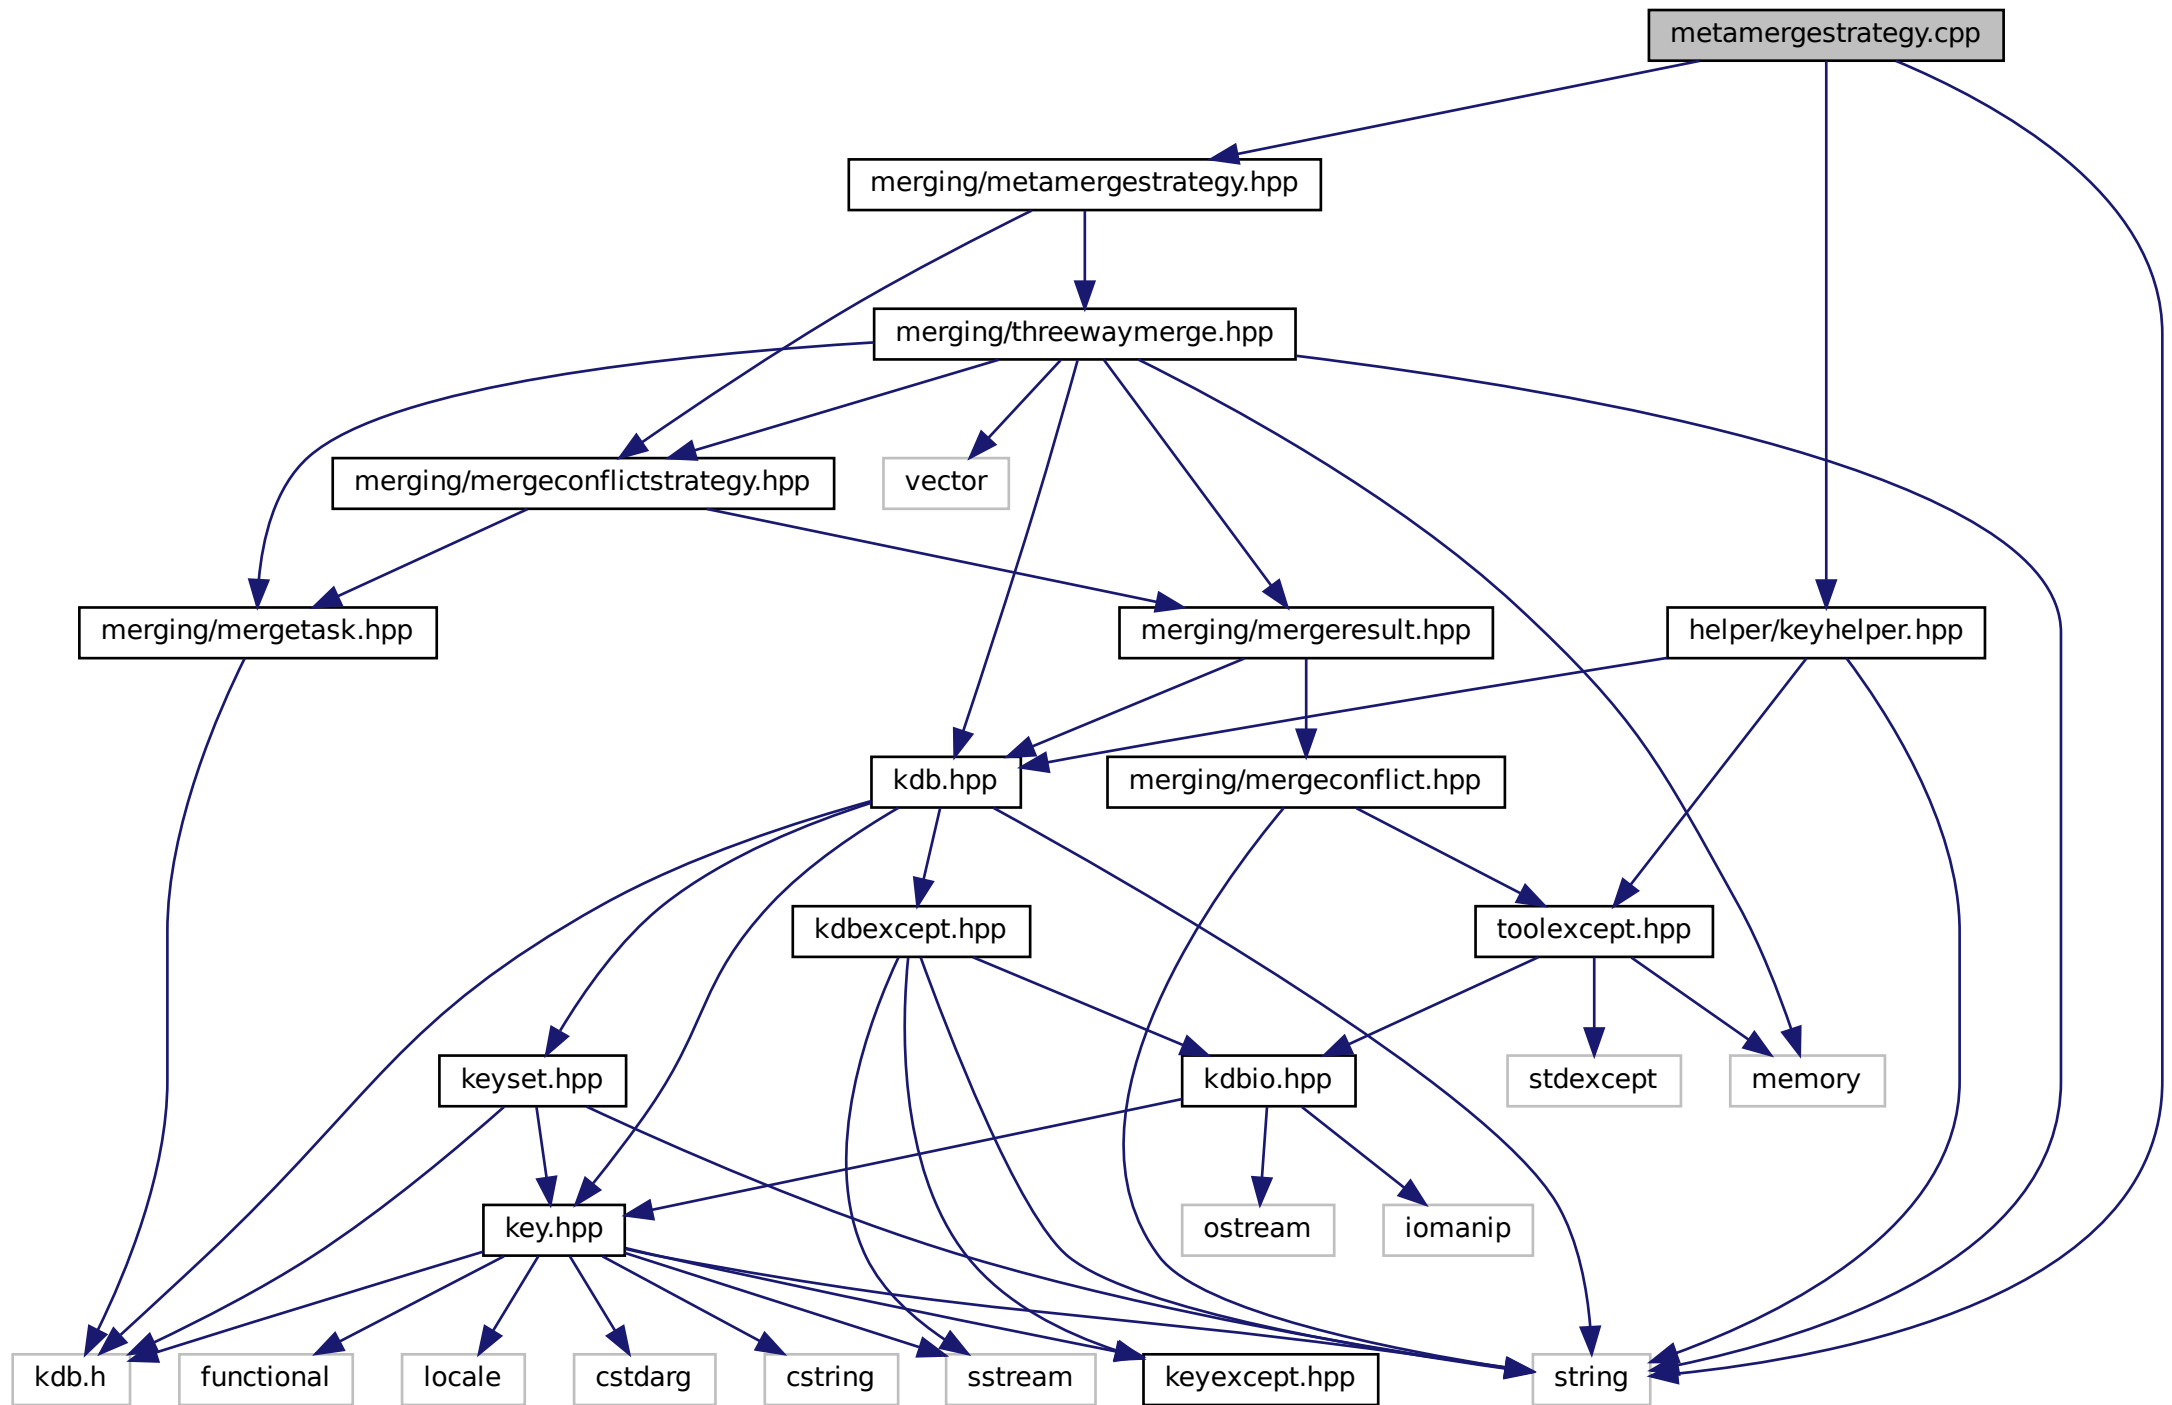 metamergestrategy.cpp
merging/metamergestrategy.hpp
merging/threewaymerge.hpp
merging/mergeconflictstrategy.hpp
vector
merging/mergetask.hpp
merging/mergeresult.hpp
helper/keyhelper.hpp
kdb.hpp
merging/mergeconflict.hpp
kdbexcept.hpp
toolexcept.hpp
keyset.hpp
kdbio.hpp
stdexcept
memory
key.hpp
ostream
iomanip
kdb.h
functional
locale
cstdarg
cstring
sstream
keyexcept.hpp
string